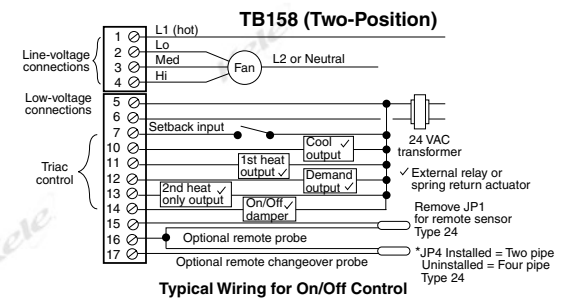 TB158 (Two-Position)
1 L1 (hot)
2 Lo
3 Med
4 Hi
Line-voltage
connections
Fan
L2 or Neutral
Low-voltage
connections
5
6
7 Setback input
10 Cool ✓
output
11 1st heat
output ✓
12 Demand
output ✓
13 2nd heat ✓
only output
14 On/Off ✓
damper
15
16 Optional remote probe
17 Optional remote changeover probe
Triac
control
24 VAC
transformer
✓ External relay or
spring return actuator
Remove JP1
for remote sensor
Type 24
*JP4 Installed = Two pipe
Uninstalled = Four pipe
Type 24
Typical Wiring for On/Off Control
Kele
Kele